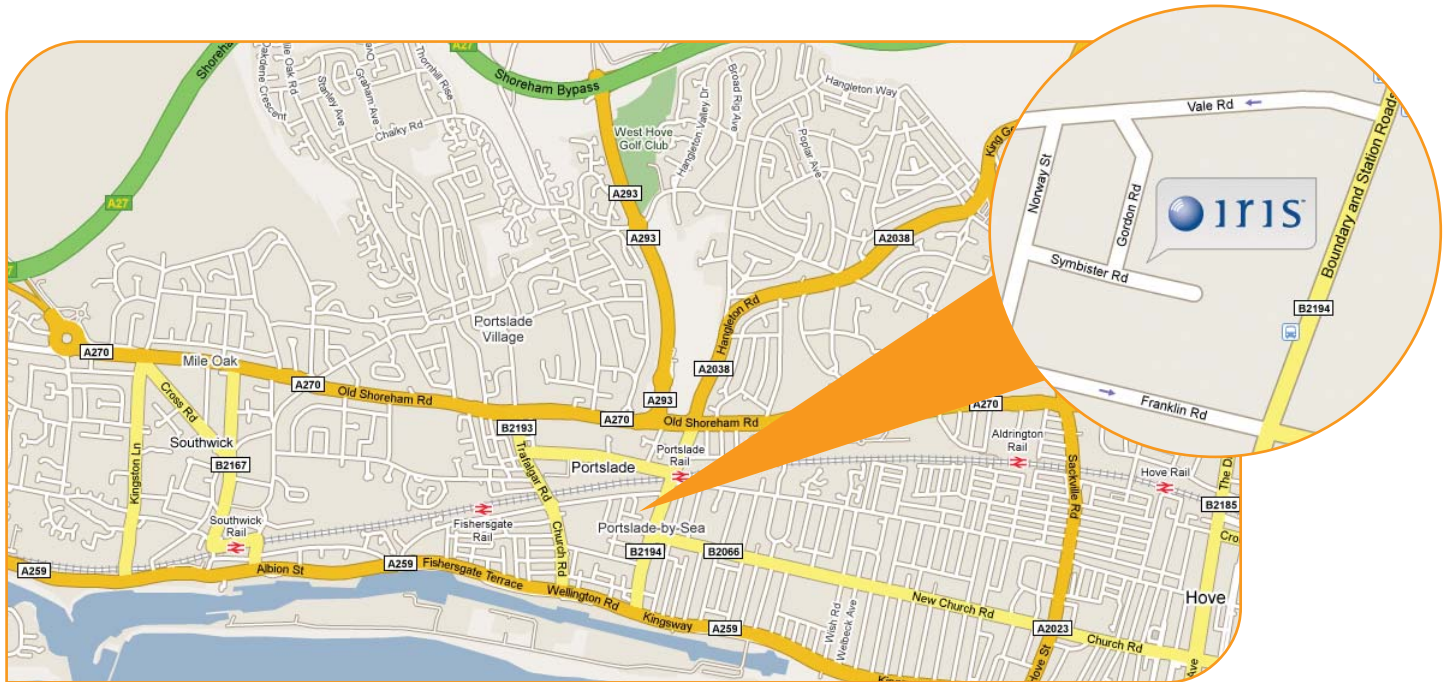 A27
Shoreham Bypass
Shoreham
Mile Oak Rd
Oakdene Crescent
Stanley Ave
Graham Ave
Thornhill Rise
Chalky Rd
West Hove
Golf Club
Hangleton Valley Dr
Broad Rig Ave
Hangleton Way
Poplar Ave
A27
A293
A293
A2038
Portslade
Village
Hangleton Rd
A2038
A270
Mile Oak
A270
Old Shoreham Rd
A293
A270
Old Shoreham Rd
A270
Cross Rd
Southwick
Kingston Ln
B2167
B2193
Trafalgar Rd
Portslade
Portslade
Rail
Aldrington
Rail
Sackville Rd
Hove Rail
B2185
Southwick
Rail
Fishersgate
Rail
Church Rd
Portslade-by-Sea
B2194
B2066
A259
Albion St
A259
Fishersgate Terrace
Wellington Rd
Kingsway
A259
Wish Rd
Welbeck Ave
New Church Rd
A2023
Church Rd
Hove
Hove St
Ave
Vale Rd
Norway St
Gordon Rd
iris
Symbister Rd
Boundary and Station Roads
B2194
Franklin Rd